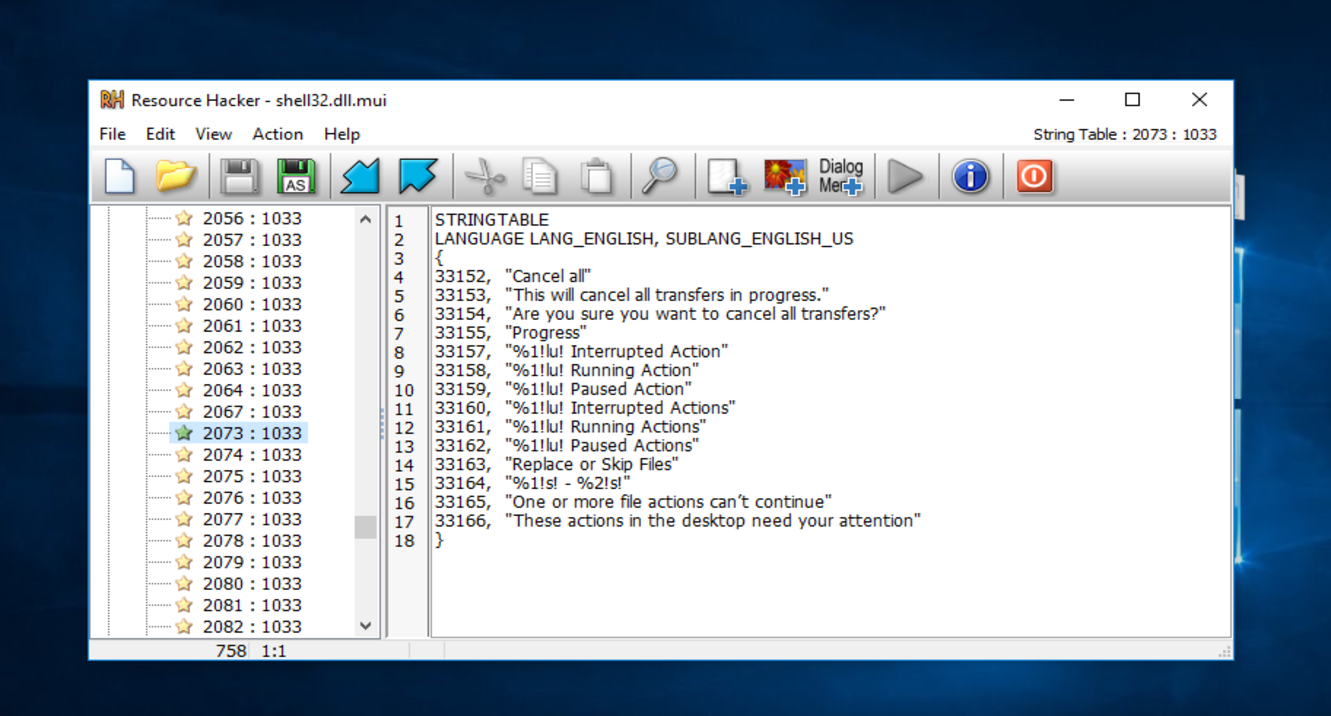 RH Resource Hacker - shell32.dll.mui
File Edit View Action Help
String Table : 2073 : 1033
AS
Dialog
Men
2056 : 1033
2057 : 1033
2058 : 1033
2059 : 1033
2060 : 1033
2061 : 1033
2062 : 1033
2063 : 1033
2064 : 1033
2067 : 1033
2073 : 1033
2074 : 1033
2075 : 1033
2076 : 1033
2077 : 1033
2078 : 1033
2079 : 1033
2080 : 1033
2081 : 1033
2082 : 1033
1 STRINGTABLE
2 LANGUAGE LANG_ENGLISH, SUBLANG_ENGLISH_US
3 {
4 33152, "Cancel all"
5 33153, "This will cancel all transfers in progress."
6 33154, "Are you sure you want to cancel all transfers?"
7 33155, "Progress"
8 33157, "%1!lu! Interrupted Action"
9 33158, "%1!lu! Running Action"
10 33159, "%1!lu! Paused Action"
11 33160, "%1!lu! Interrupted Actions"
12 33161, "%1!lu! Running Actions"
13 33162, "%1!lu! Paused Actions"
14 33163, "Replace or Skip Files"
15 33164, "%1!s! - %2!s!"
16 33165, "One or more file actions can’t continue"
17 33166, "These actions in the desktop need your attention"
18 }
758 1:1